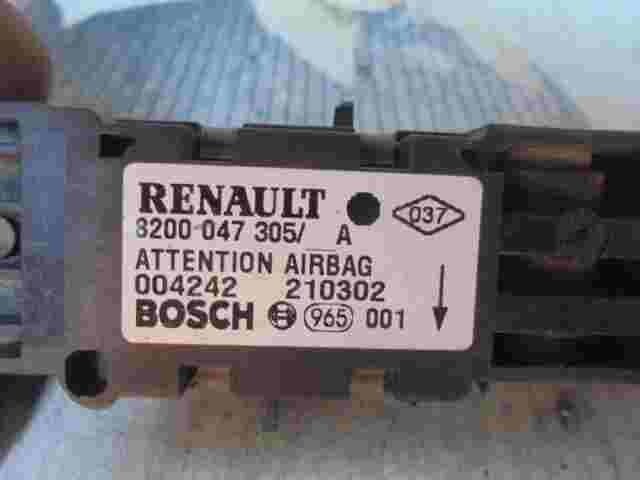 RENAULT 037
8200 047 305/ A
ATTENTION AIRBAG
004242 210302
BOSCH 965 001